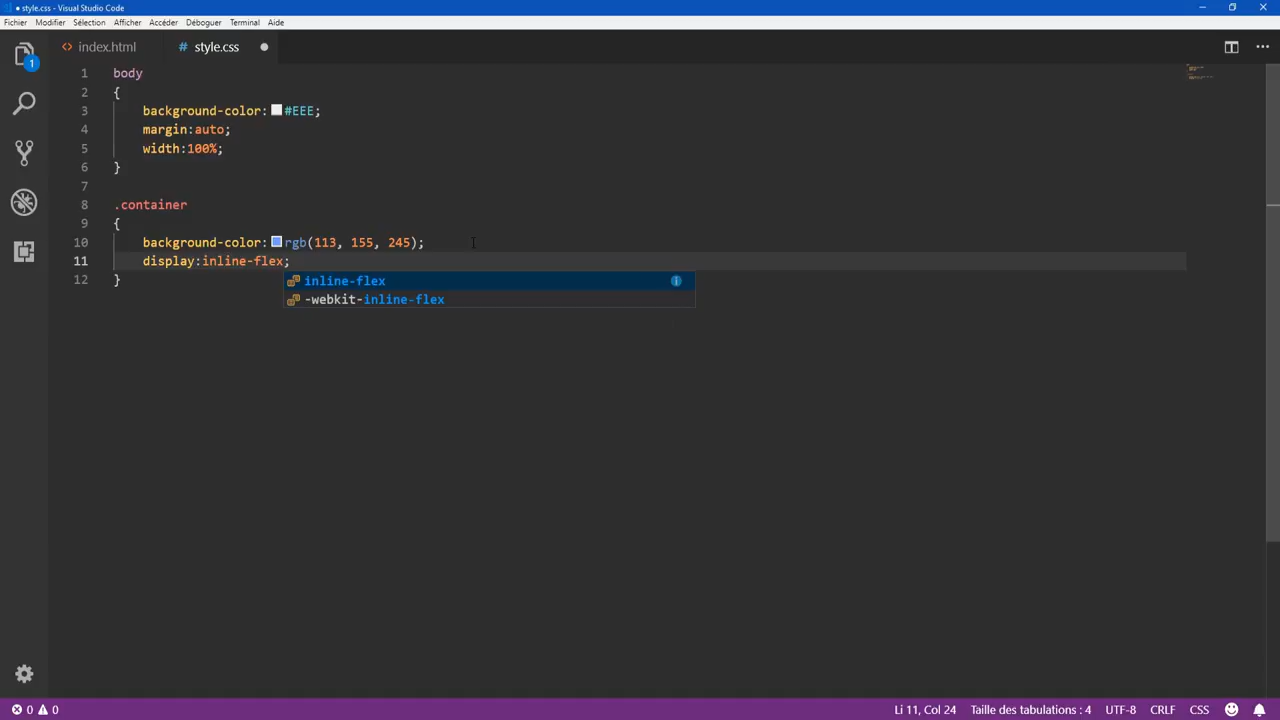 ● style.css - Visual Studio Code
Fichier Modifier Sélection Afficher Accéder Déboguer Terminal Aide
1
<> index.html # style.css ●
1 body
2 {
3 background-color: #EEE;
4 margin:auto;
5 width:100%;
6 }
7
8 .container
9 {
10 background-color: rgb(113, 155, 245);
11 display:inline-flex;
12 }
inline-flex
-webkit-inline-flex
0 0 Li 11, Col 24 Taille des tabulations : 4 UTF-8 CRLF CSS